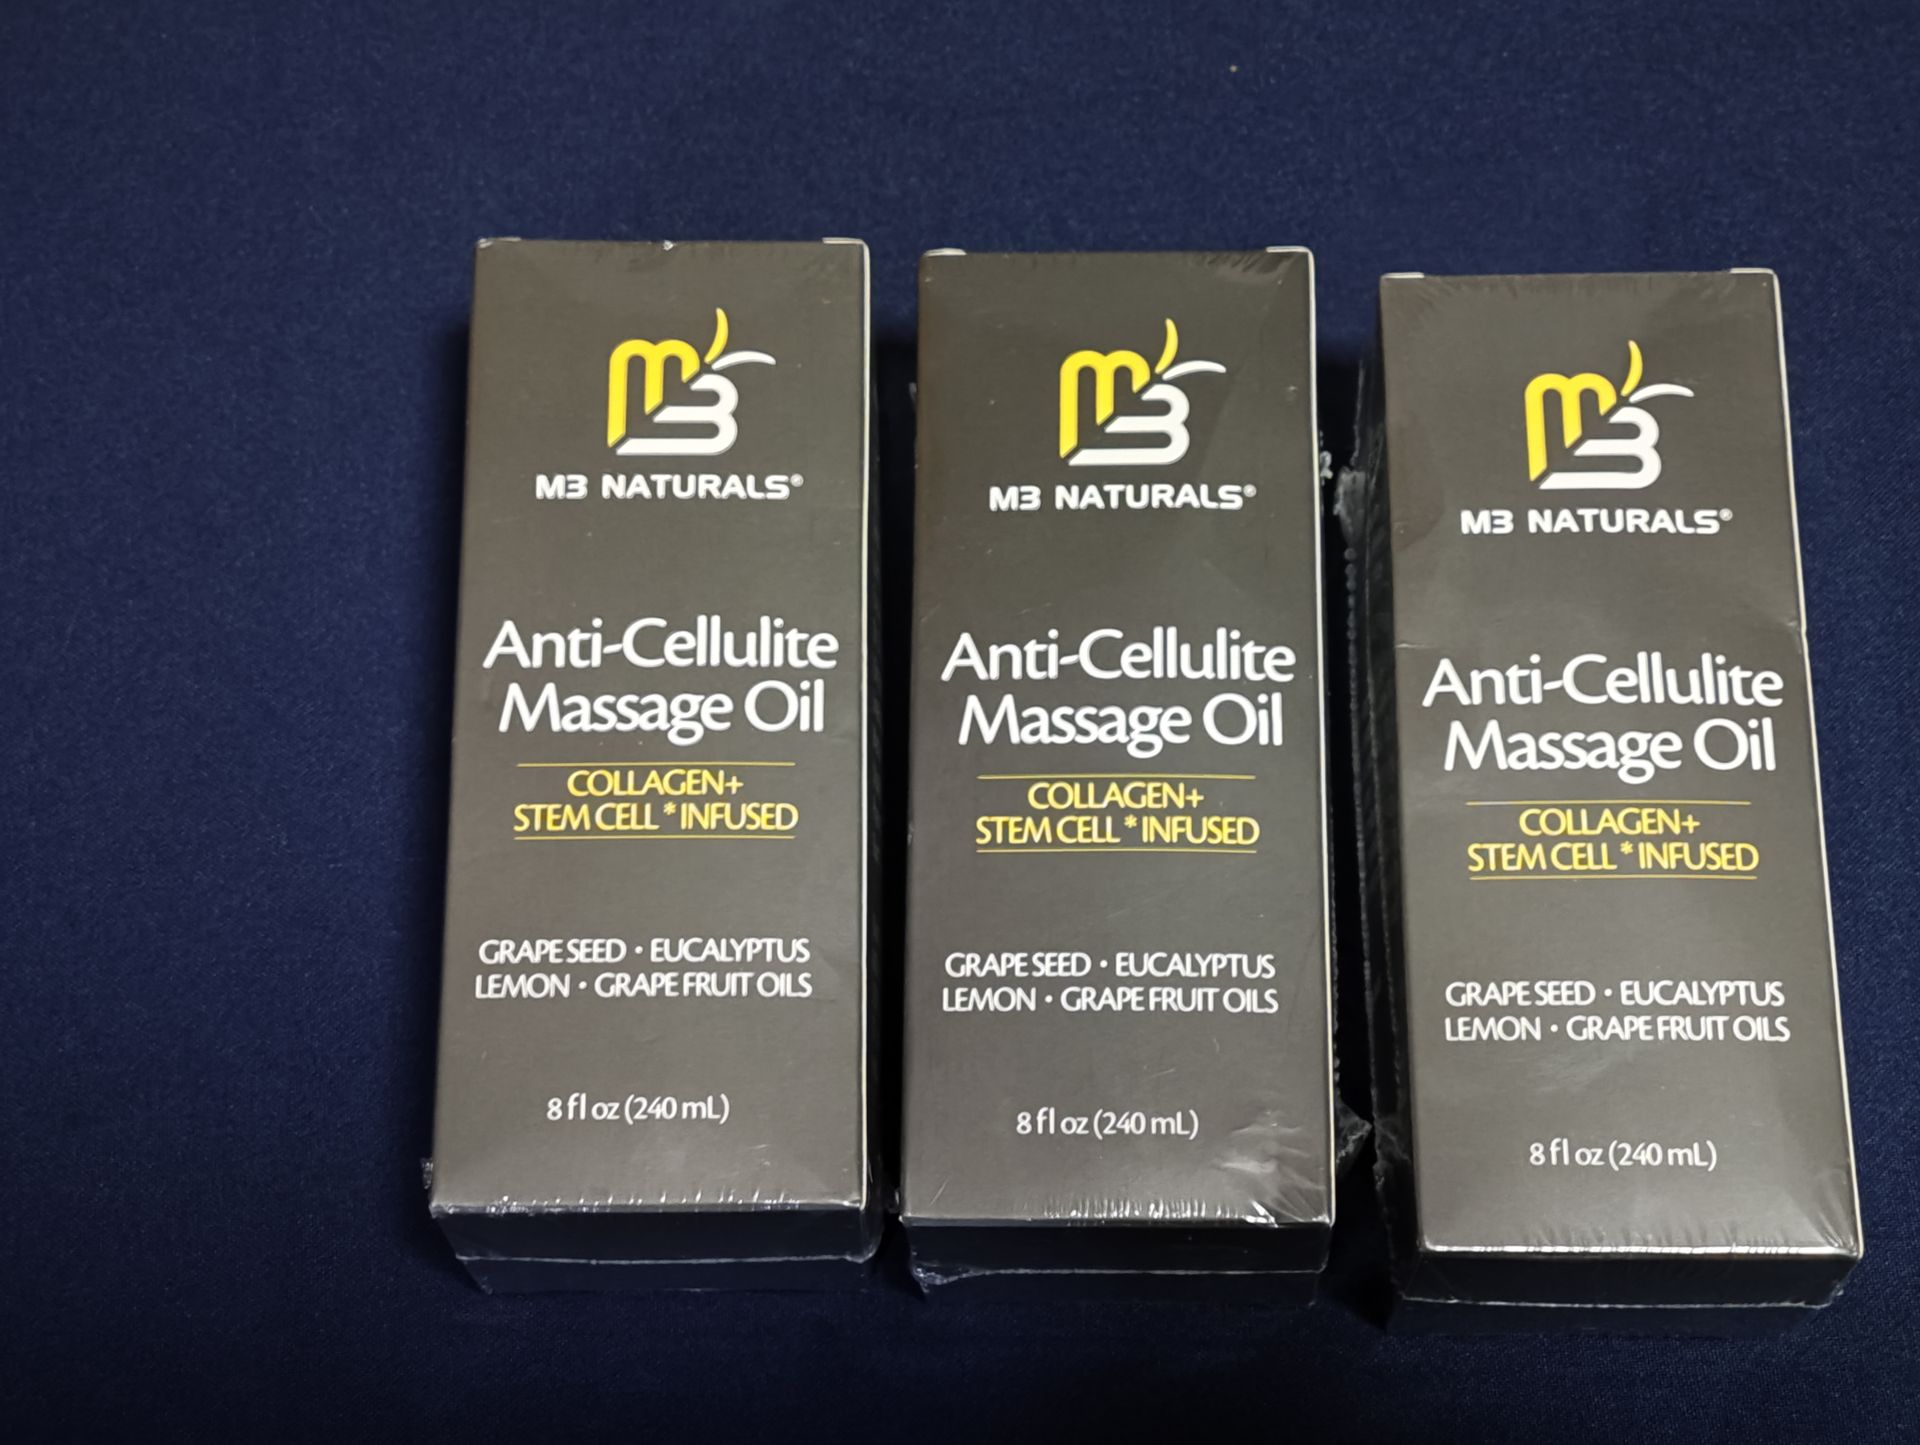 M3
M3 NATURALS®
Anti-Cellulite
Massage Oil
COLLAGEN+
STEM CELL * INFUSED
GRAPE SEED • EUCALYPTUS
LEMON • GRAPE FRUIT OILS
8 fl oz (240 mL)
M3
M3 NATURALS®
Anti-Cellulite
Massage Oil
COLLAGEN+
STEM CELL * INFUSED
GRAPE SEED • EUCALYPTUS
LEMON • GRAPE FRUIT OILS
8 fl oz (240 mL)
M3
M3 NATURALS®
Anti-Cellulite
Massage Oil
COLLAGEN+
STEM CELL * INFUSED
GRAPE SEED • EUCALYPTUS
LEMON • GRAPE FRUIT OILS
8 fl oz (240 mL)